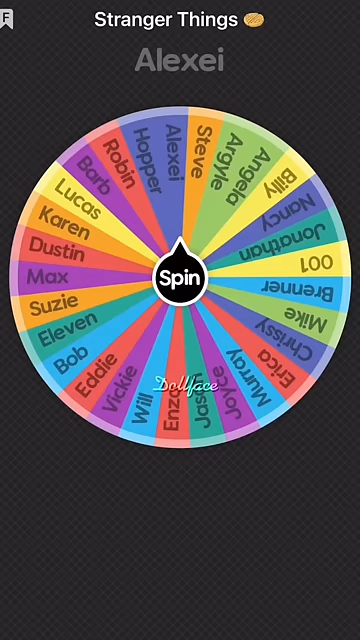 F
Stranger Things
Alexei
Alexei
Steve
Argyle
Angela
Billy
Nancy
Jonathan
001
Brenner
Mike
Chrissy
Erica
Murray
Joyce
Jason
Enzo
Will
Vickie
Eddie
Bob
Eleven
Suzie
Max
Dustin
Karen
Lucas
Barb
Robin
Hopper
Spin
Dollface